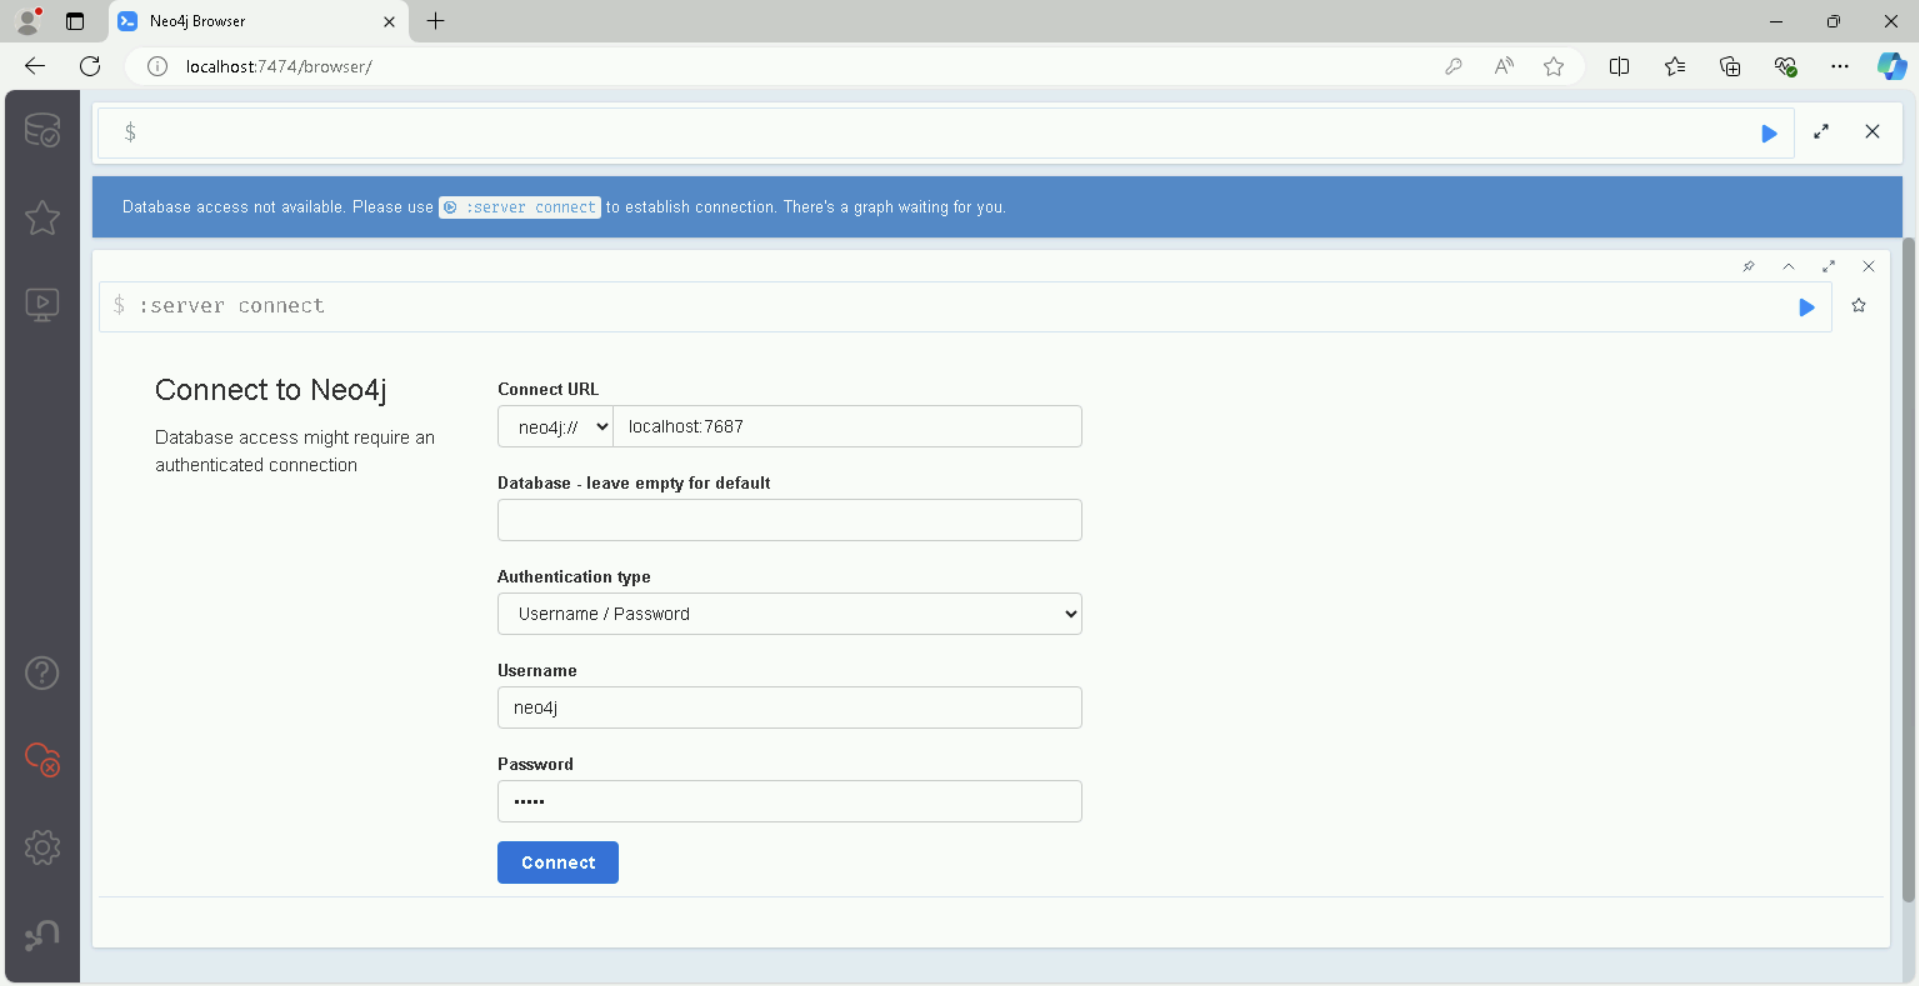 Neo4j Browser
localhost:7474/browser/
$
Database access not available. Please use :server connect to establish connection. There's a graph waiting for you.
$ :server connect
Connect to Neo4j
Database access might require an
authenticated connection
Connect URL
neo4j:// localhost:7687
Database - leave empty for default
Authentication type
Username / Password
Username
neo4j
Password
•••••
Connect